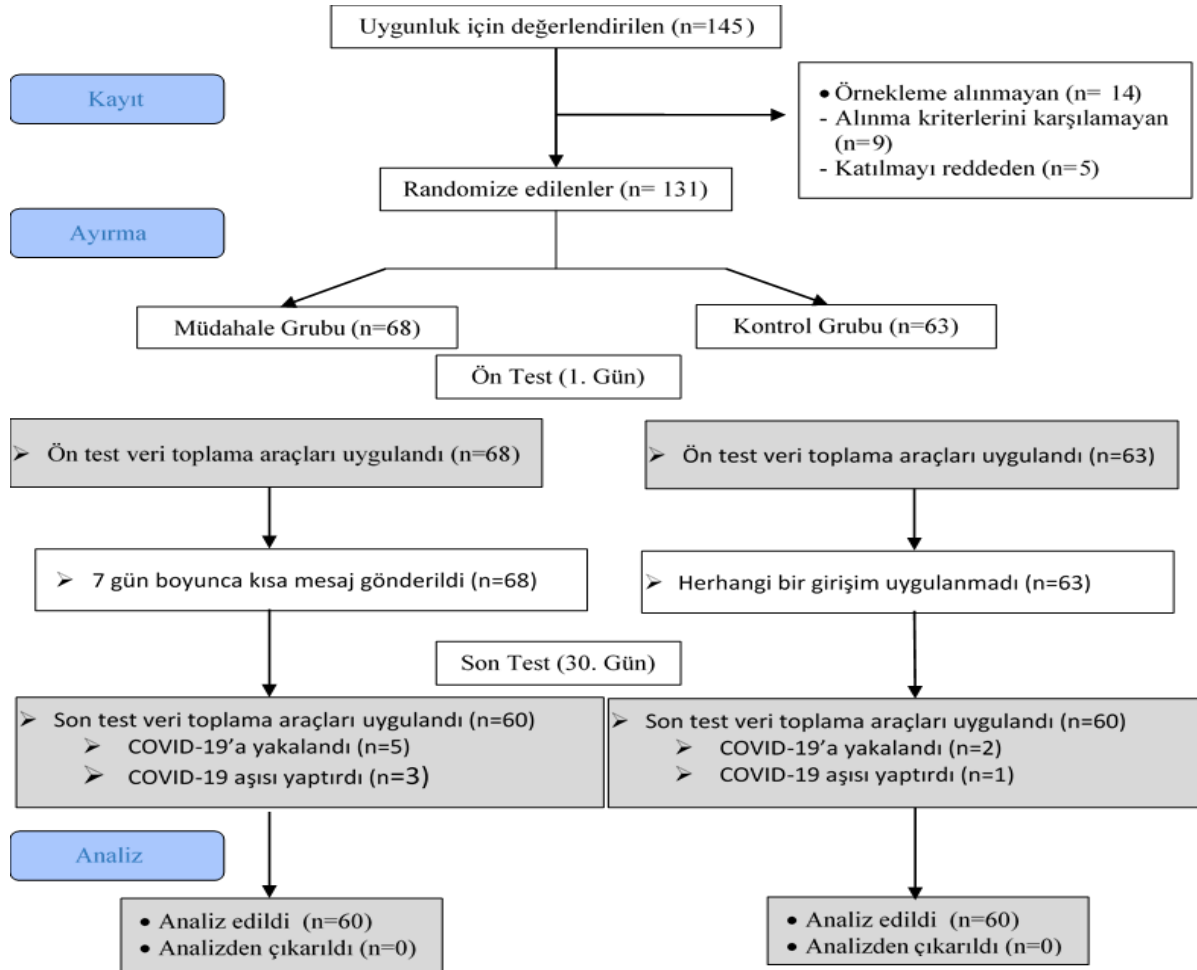 Uygunluk için değerlendirilen (n=145)
Kayıt
• Örnekleme alınmayan (n= 14)
- Alınma kriterlerini karşılamayan
(n=9)
- Katılmayı reddeden (n=5)
Randomize edilenler (n= 131)
Ayırma
Müdahale Grubu (n=68)
Kontrol Grubu (n=63)
Ön Test (1. Gün)
➢ Ön test veri toplama araçları uygulandı (n=68)
➢ Ön test veri toplama araçları uygulandı (n=63)
➢ 7 gün boyunca kısa mesaj gönderildi (n=68)
➢ Herhangi bir girişim uygulanmadı (n=63)
Son Test (30. Gün)
➢ Son test veri toplama araçları uygulandı (n=60)
➢ COVID-19’a yakalandı (n=5)
➢ COVID-19 aşısı yaptırdı (n=3)
➢ Son test veri toplama araçları uygulandı (n=60)
➢ COVID-19’a yakalandı (n=2)
➢ COVID-19 aşısı yaptırdı (n=1)
Analiz
• Analiz edildi (n=60)
• Analizden çıkarıldı (n=0)
• Analiz edildi (n=60)
• Analizden çıkarıldı (n=0)